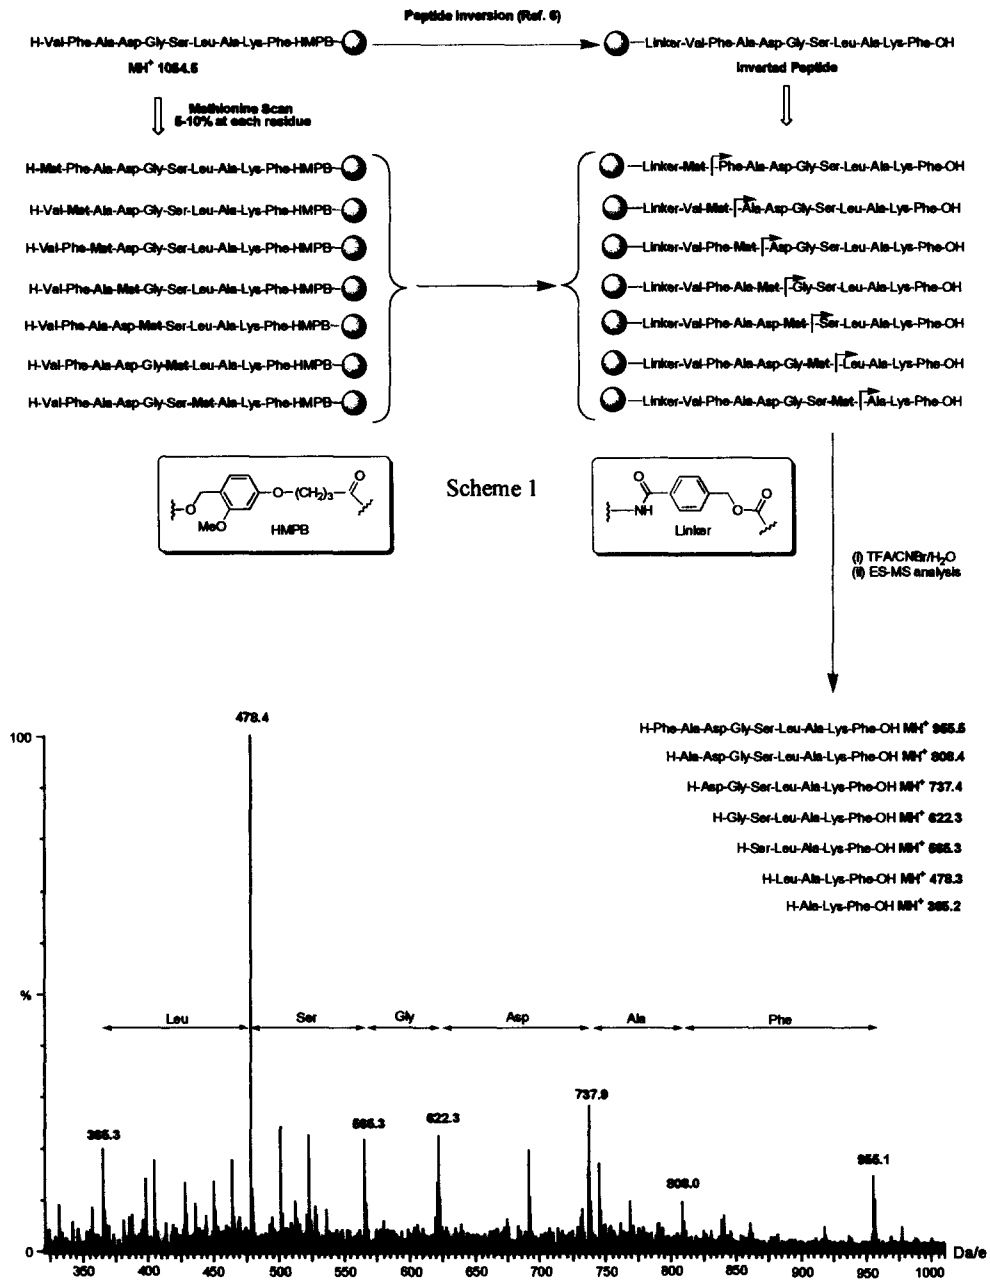 Peptide Inversion (Ref. 6)
H-Val-Phe-Ala-Asp-Gly-Ser-Leu-Ala-Lys-Phe-HMPB
Linker-Val-Phe-Ala-Asp-Gly-Ser-Leu-Ala-Lys-Phe-OH
MH+ 1054.5
Inverted Peptide
Methionine Scan
5-10% at each residue
H-Met-Phe-Ala-Asp-Gly-Ser-Leu-Ala-Lys-Phe-HMPB
Linker-Met-Phe-Ala-Asp-Gly-Ser-Leu-Ala-Lys-Phe-OH
H-Val-Met-Ala-Asp-Gly-Ser-Leu-Ala-Lys-Phe-HMPB
Linker-Val-Met-Ala-Asp-Gly-Ser-Leu-Ala-Lys-Phe-OH
H-Val-Phe-Met-Asp-Gly-Ser-Leu-Ala-Lys-Phe-HMPB
Linker-Val-Phe-Met-Asp-Gly-Ser-Leu-Ala-Lys-Phe-OH
H-Val-Phe-Ala-Met-Gly-Ser-Leu-Ala-Lys-Phe-HMPB
Linker-Val-Phe-Ala-Met-Gly-Ser-Leu-Ala-Lys-Phe-OH
H-Val-Phe-Ala-Asp-Met-Ser-Leu-Ala-Lys-Phe-HMPB
Linker-Val-Phe-Ala-Asp-Met-Ser-Leu-Ala-Lys-Phe-OH
H-Val-Phe-Ala-Asp-Gly-Met-Leu-Ala-Lys-Phe-HMPB
Linker-Val-Phe-Ala-Asp-Gly-Met-Leu-Ala-Lys-Phe-OH
H-Val-Phe-Ala-Asp-Gly-Ser-Met-Ala-Lys-Phe-HMPB
Linker-Val-Phe-Ala-Asp-Gly-Ser-Met-Ala-Lys-Phe-OH
O
O
(CH2)3
O
MeO
HMPB
Scheme 1
O
NH
O
O
Linker
(i) TFA/CNBr/H2O
(ii) ES-MS analysis
H-Phe-Ala-Asp-Gly-Ser-Leu-Ala-Lys-Phe-OH MH+ 955.5
H-Ala-Asp-Gly-Ser-Leu-Ala-Lys-Phe-OH MH+ 808.4
H-Asp-Gly-Ser-Leu-Ala-Lys-Phe-OH MH+ 737.4
H-Gly-Ser-Leu-Ala-Lys-Phe-OH MH+ 622.3
H-Ser-Leu-Ala-Lys-Phe-OH MH+ 565.3
H-Leu-Ala-Lys-Phe-OH MH+ 478.3
H-Ala-Lys-Phe-OH MH+ 365.2
478.4
100
%
0
Leu
Ser
Gly
Asp
Ala
Phe
365.3
565.3
622.3
737.9
808.0
955.1
350
400
450
500
550
600
650
700
750
800
850
900
950
1000
Da/e